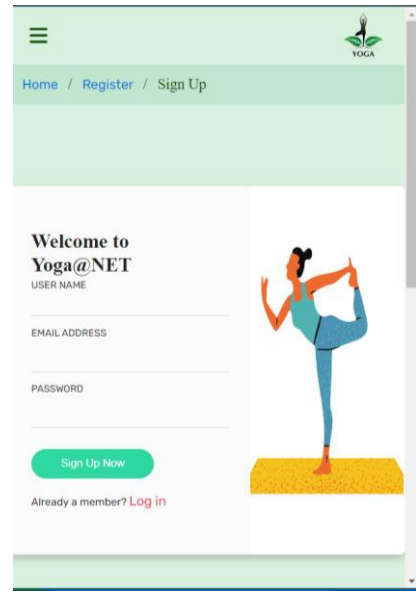 YOGA
Home / Register / Sign Up
Welcome to
Yoga@NET
USER NAME
EMAIL ADDRESS
PASSWORD
Sign Up Now
Already a member? Log in